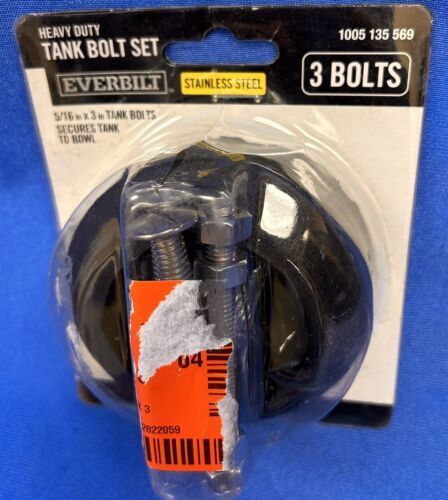 HEAVY DUTY
TANK BOLT SET
1005 135 569
EVERBILT™
STAINLESS STEEL
3 BOLTS
5/16 in x 3 in TANK BOLTS
SECURES TANK
TO BOWL
04
X 3
2822059